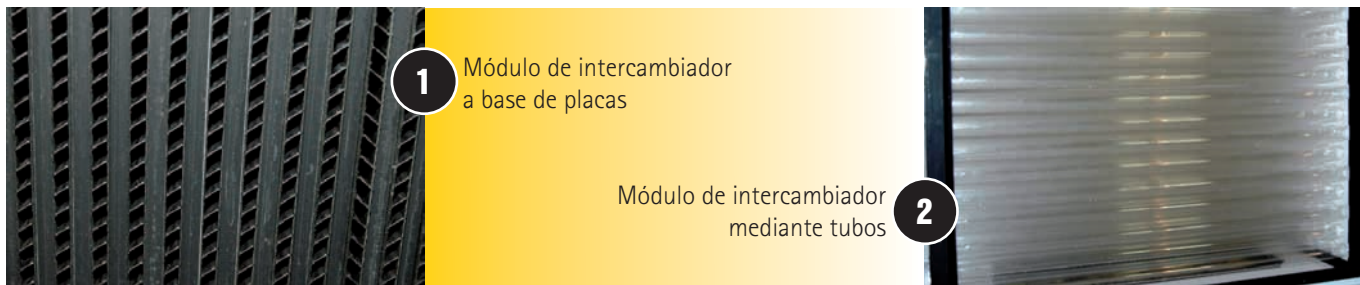 1
Módulo de intercambiador
a base de placas
Módulo de intercambiador
mediante tubos
2